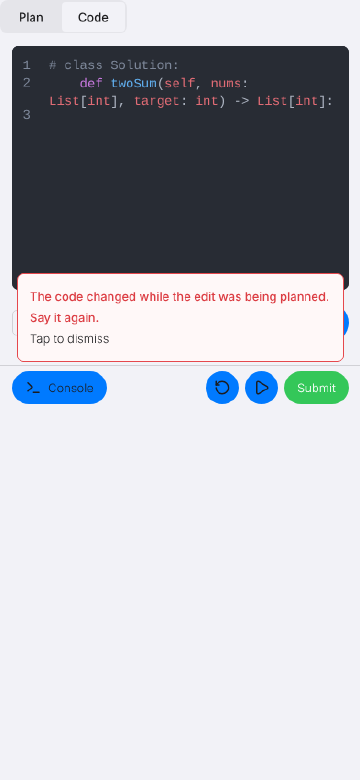 Plan Code
1 # class Solution:
2     def twoSum(self, nums:
List[int], target: int) -> List[int]:
3
The code changed while the edit was being planned.
Say it again.
Tap to dismiss
Console Submit